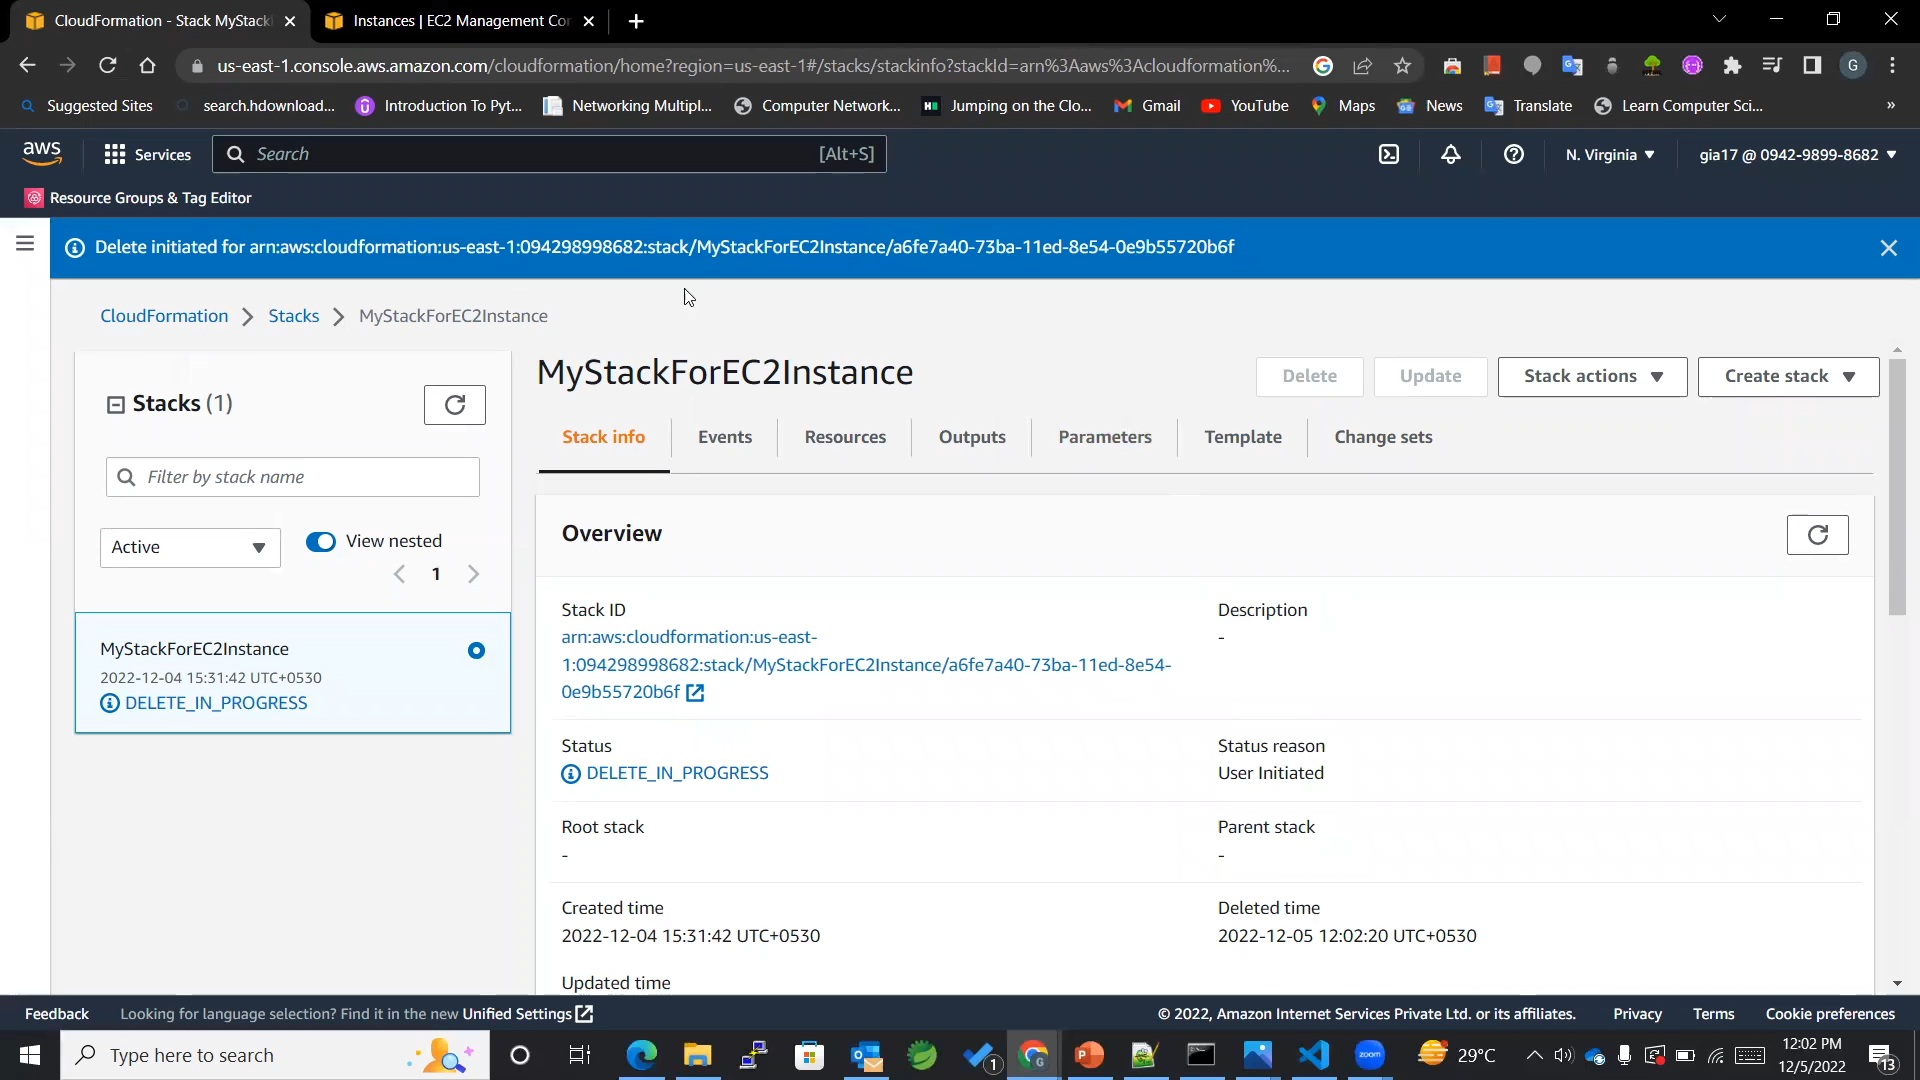 CloudFormation - Stack MyStackF
Instances | EC2 Management Con
us-east-1.console.aws.amazon.com/cloudformation/home?region=us-east-1#/stacks/stackinfo?stackId=arn%3Aaws%3Acloudformation%...
G
Suggested Sites
search.hdownload...
Introduction To Pyt...
Networking Multipl...
Computer Network...
Jumping on the Clo...
Gmail
YouTube
Maps
News
Translate
Learn Computer Sci...
»
aws
Services
Search
[Alt+S]
N. Virginia
gia17 @ 0942-9899-8682
Resource Groups & Tag Editor
Delete initiated for arn:aws:cloudformation:us-east-1:094298998682:stack/MyStackForEC2Instance/a6fe7a40-73ba-11ed-8e54-0e9b55720b6f
CloudFormation
Stacks
MyStackForEC2Instance
Stacks (1)
Filter by stack name
Active
View nested
1
MyStackForEC2Instance
2022-12-04 15:31:42 UTC+0530
DELETE_IN_PROGRESS
MyStackForEC2Instance
Delete
Update
Stack actions
Create stack
Stack info
Events
Resources
Outputs
Parameters
Template
Change sets
Overview
Stack ID
arn:aws:cloudformation:us-east-
1:094298998682:stack/MyStackForEC2Instance/a6fe7a40-73ba-11ed-8e54-
0e9b55720b6f
Description
-
Status
DELETE_IN_PROGRESS
Status reason
User Initiated
Root stack
-
Parent stack
-
Created time
2022-12-04 15:31:42 UTC+0530
Deleted time
2022-12-05 12:02:20 UTC+0530
Updated time
Feedback
Looking for language selection? Find it in the new Unified Settings
© 2022, Amazon Internet Services Private Ltd. or its affiliates.
Privacy
Terms
Cookie preferences
Type here to search
1
zoom
29°C
12:02 PM
12/5/2022
13